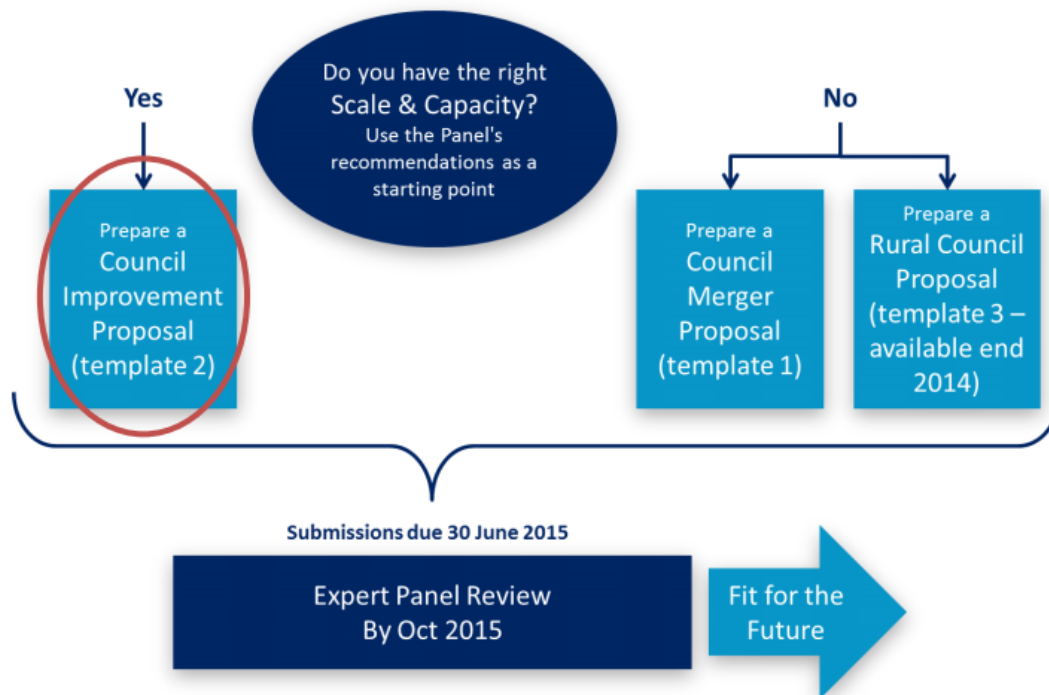 Do you have the right
Scale & Capacity?
Use the Panel's
recommendations as a
starting point
Yes
No
Prepare a
Council
Improvement
Proposal
(template 2)
Prepare a
Council
Merger
Proposal
(template 1)
Prepare a
Rural Council
Proposal
(template 3 –
available end
2014)
Submissions due 30 June 2015
Expert Panel Review
By Oct 2015
Fit for the
Future